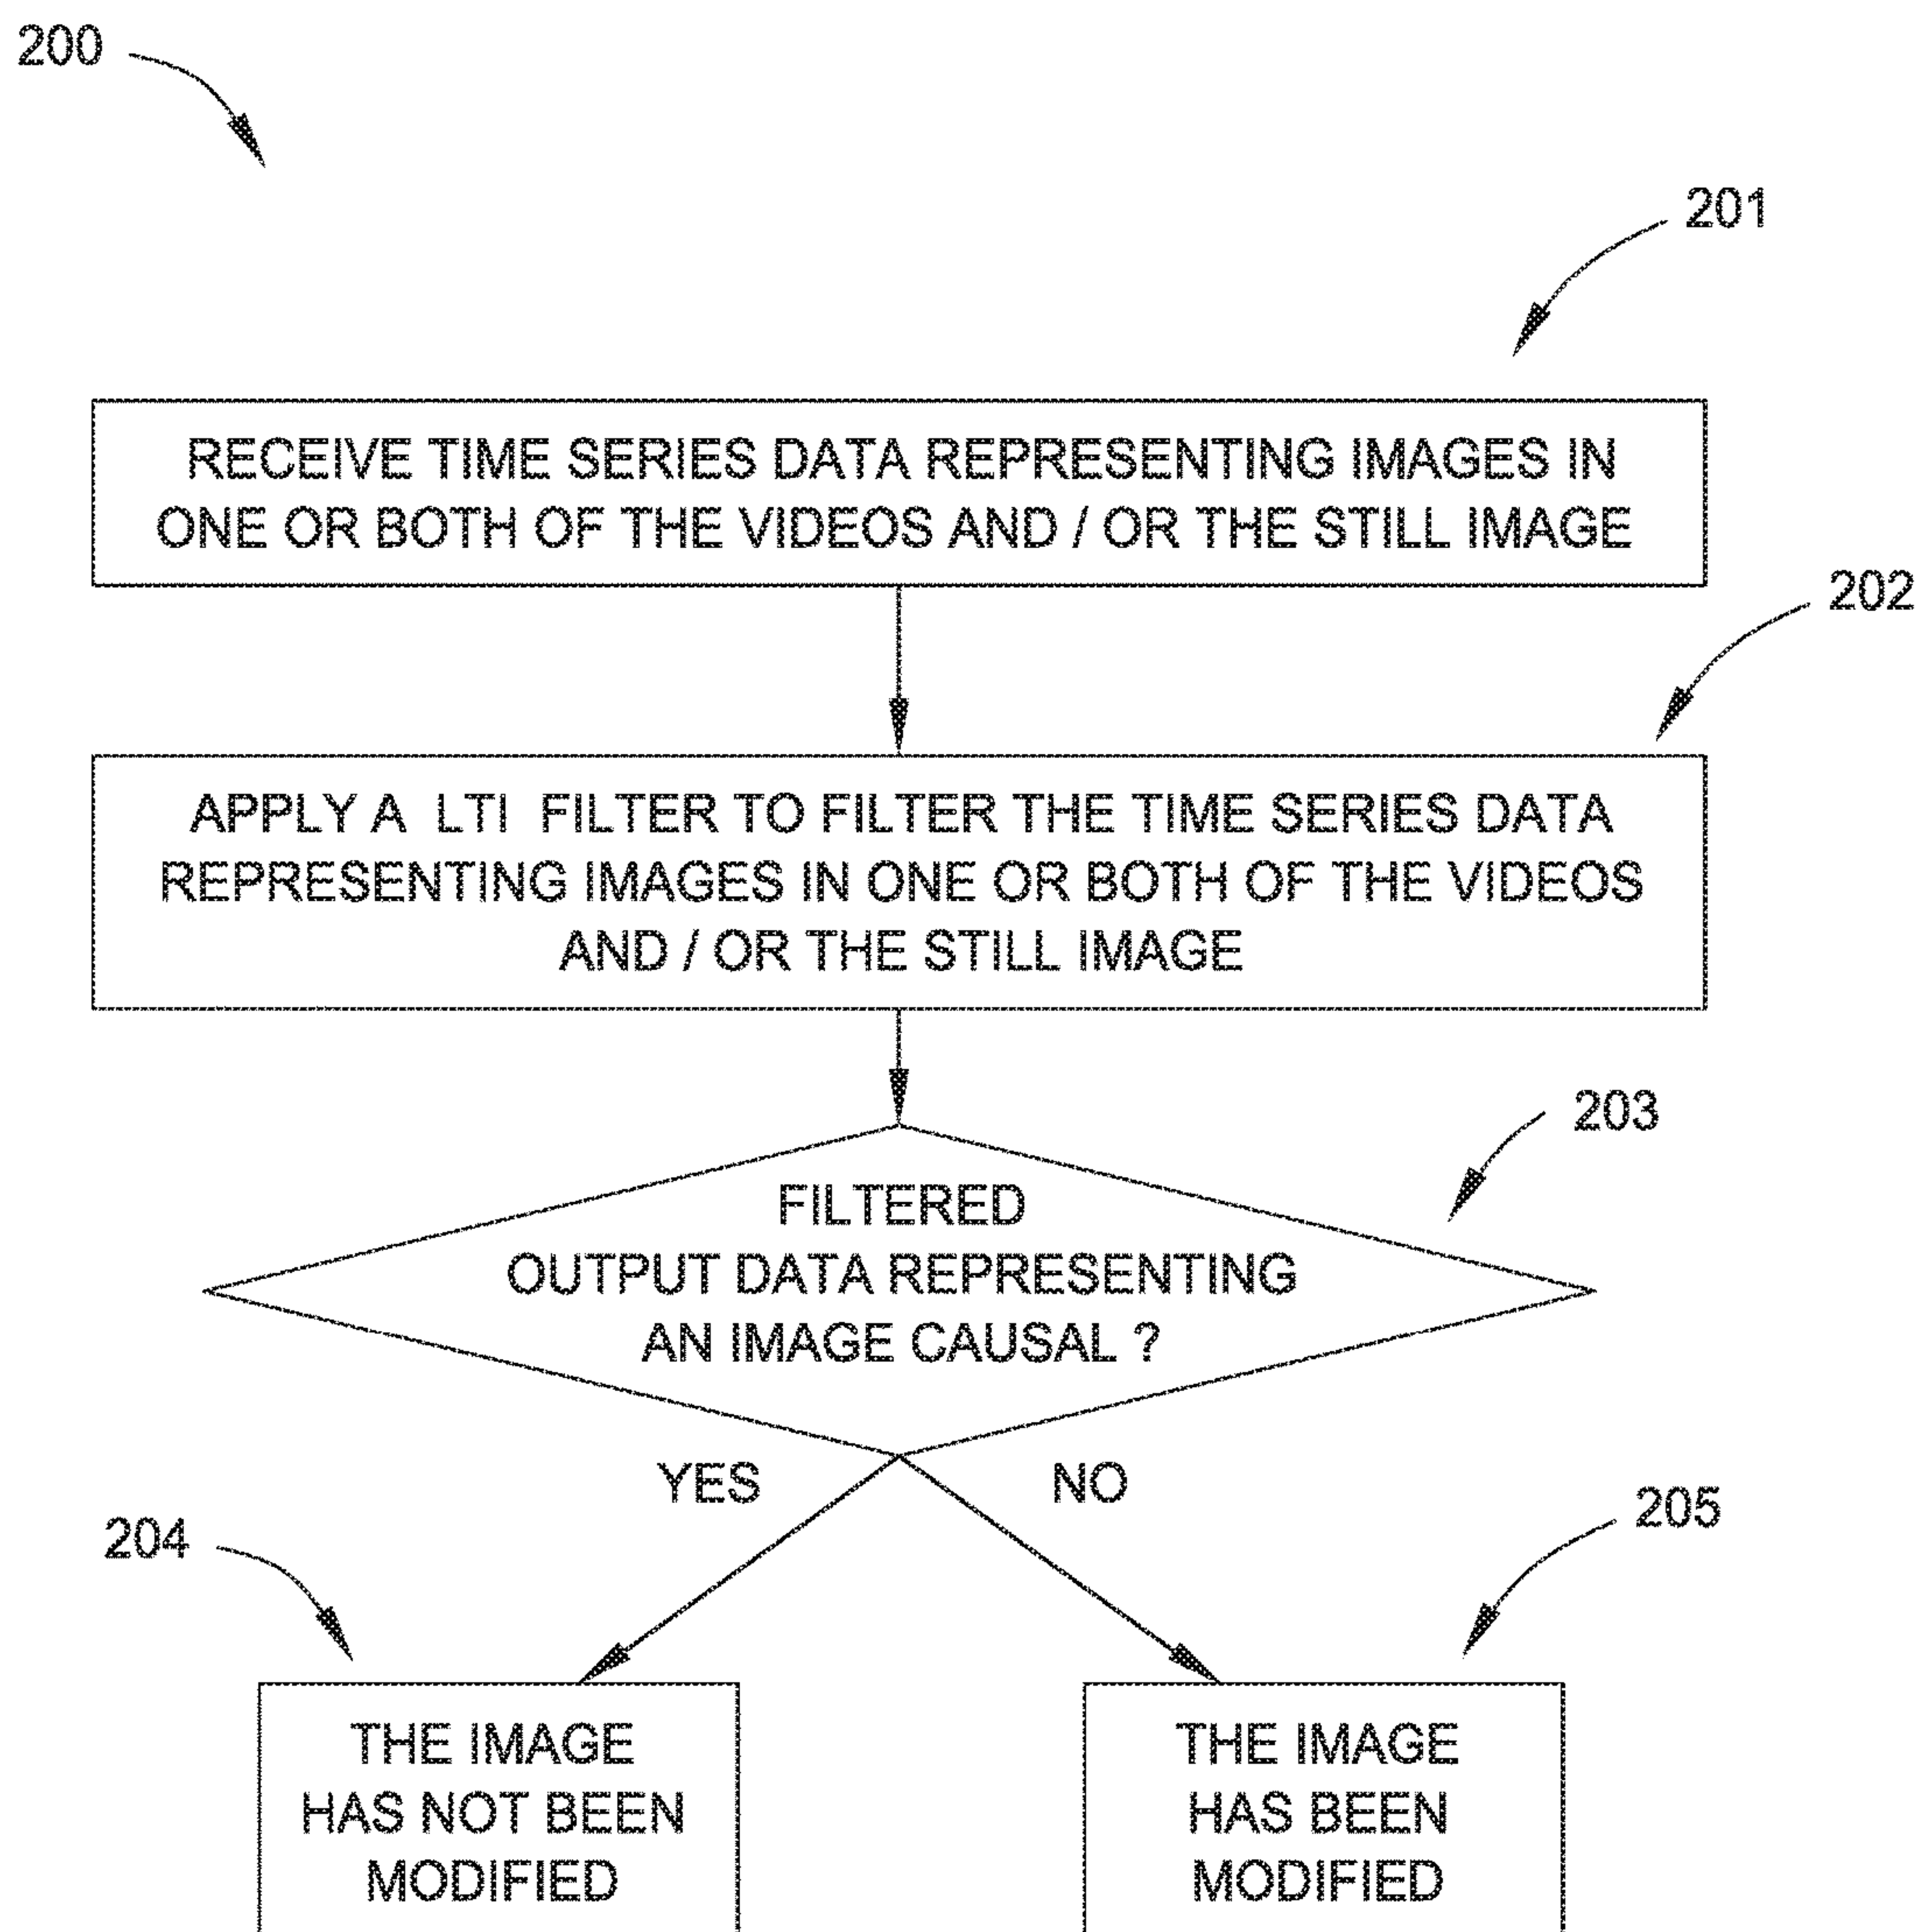 200
201
RECEIVE TIME SERIES DATA REPRESENTING IMAGES IN
ONE OR BOTH OF THE VIDEOS AND / OR THE STILL IMAGE
202
APPLY A LTI FILTER TO FILTER THE TIME SERIES DATA
REPRESENTING IMAGES IN ONE OR BOTH OF THE VIDEOS
AND / OR THE STILL IMAGE
203
FILTERED
OUTPUT DATA REPRESENTING
AN IMAGE CAUSAL ?
YES
NO
204
205
THE IMAGE
HAS NOT BEEN
MODIFIED
THE IMAGE
HAS BEEN
MODIFIED